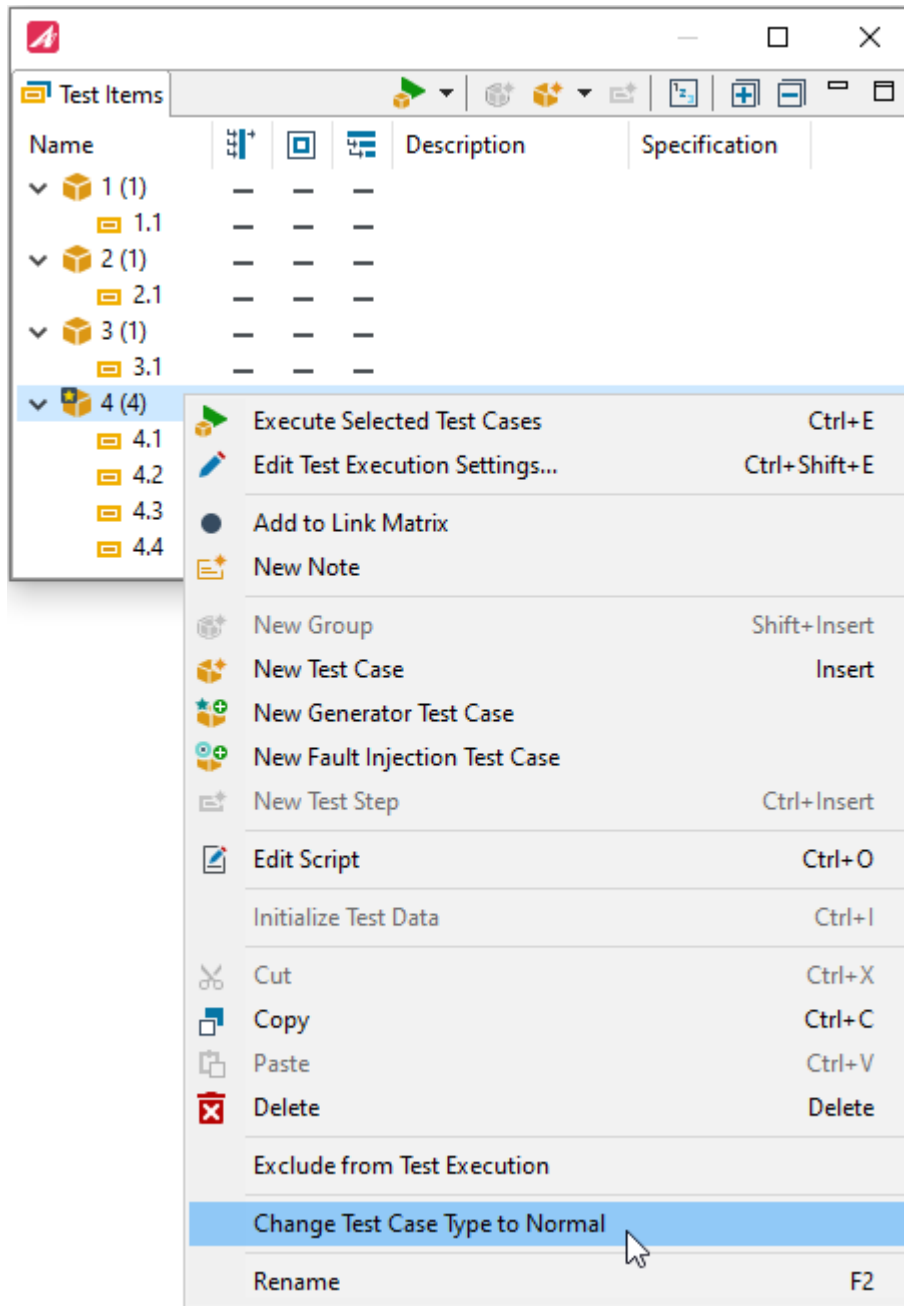 Test Items
Name Description Specification
1 (1)
1.1
2 (1)
2.1
3 (1)
3.1
4 (4)
4.1
4.2
4.3
4.4
Execute Selected Test Cases Ctrl+E
Edit Test Execution Settings... Ctrl+Shift+E
Add to Link Matrix
New Note
New Group Shift+Insert
New Test Case Insert
New Generator Test Case
New Fault Injection Test Case
New Test Step Ctrl+Insert
Edit Script Ctrl+O
Initialize Test Data Ctrl+I
Cut Ctrl+X
Copy Ctrl+C
Paste Ctrl+V
Delete Delete
Exclude from Test Execution
Change Test Case Type to Normal
Rename F2